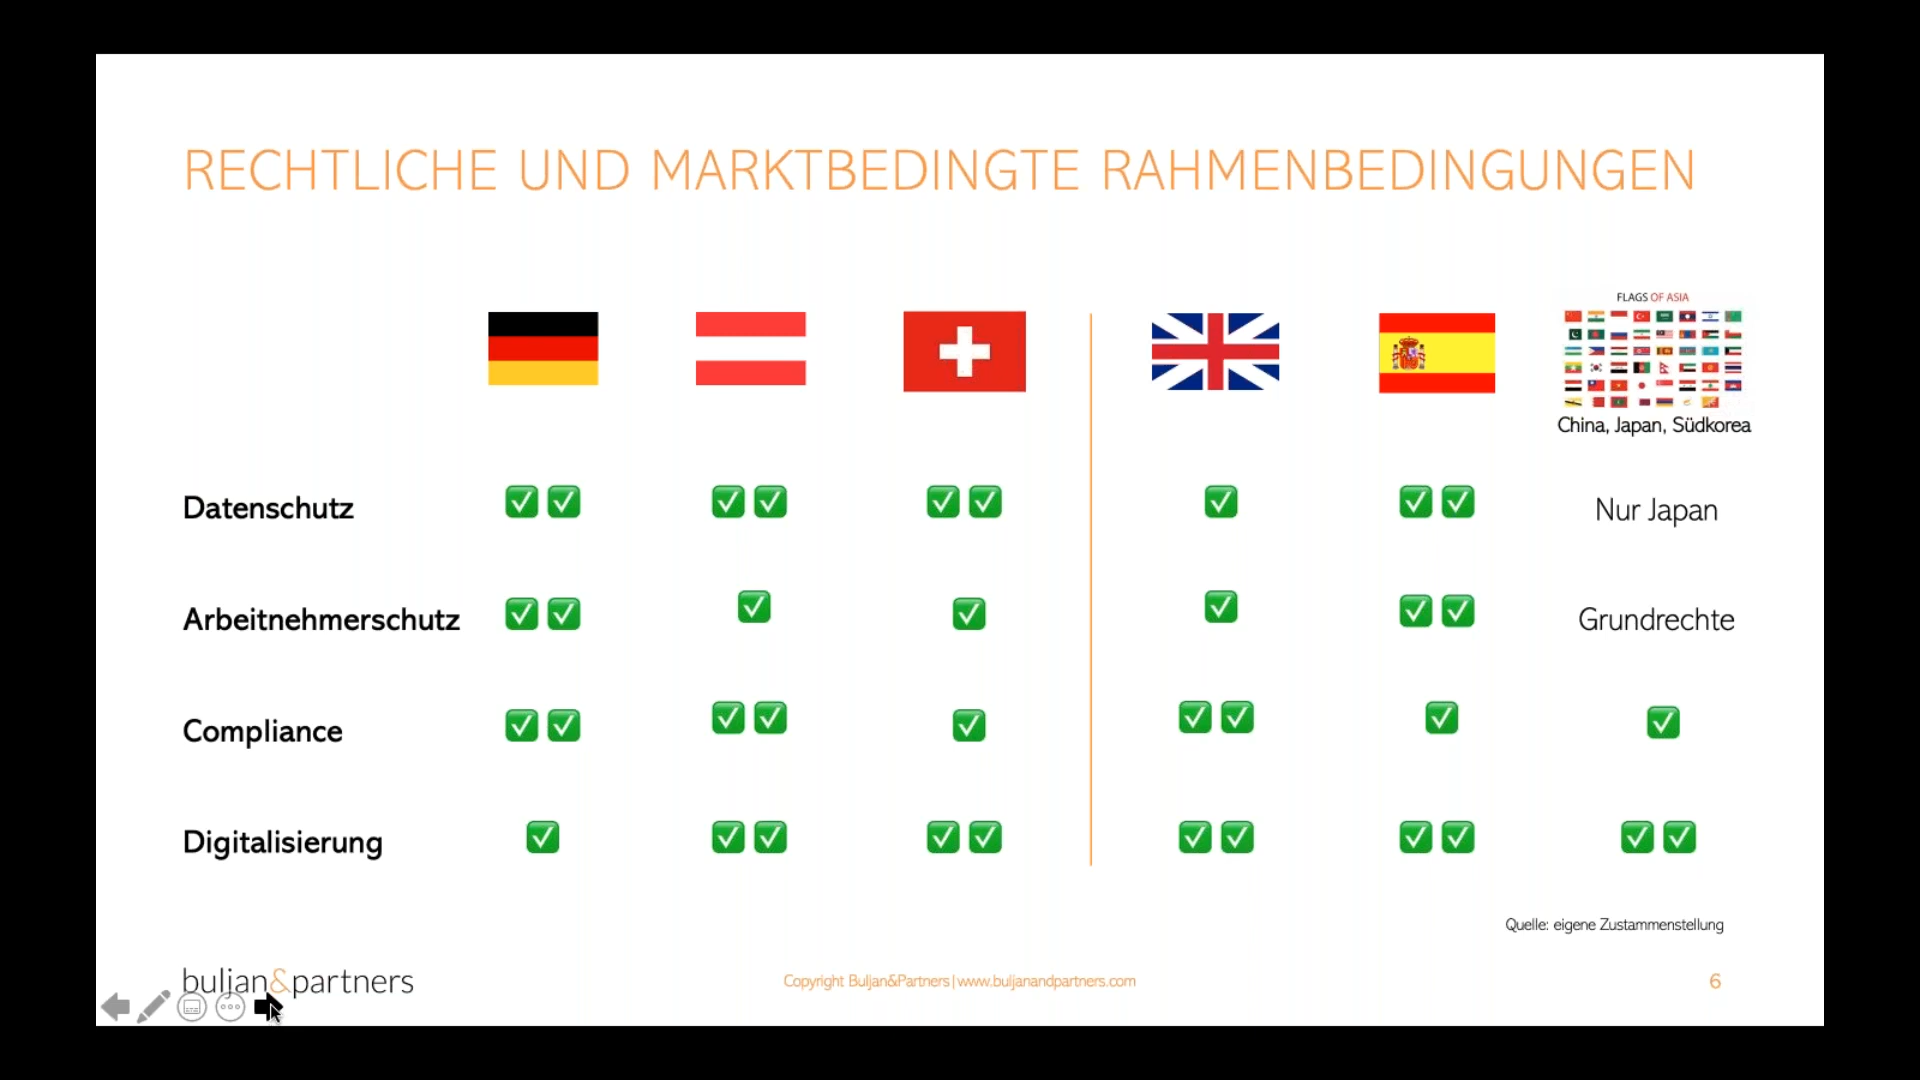 RECHTLICHE UND MARKTBEDINGTE RAHMENBEDINGUNGEN
FLAGS OF ASIA
China, Japan, Südkorea
Datenschutz ✅✅ ✅✅ ✅✅ ✅ ✅✅ Nur Japan
Arbeitnehmerschutz ✅✅ ✅ ✅ ✅ ✅✅ Grundrechte
Compliance ✅✅ ✅✅ ✅ ✅✅ ✅ ✅
Digitalisierung ✅ ✅✅ ✅✅ ✅✅ ✅✅ ✅✅
Quelle: eigene Zustammenstellung
buljan&partners
Copyright Buljan&Partners | www.buljanandpartners.com
6